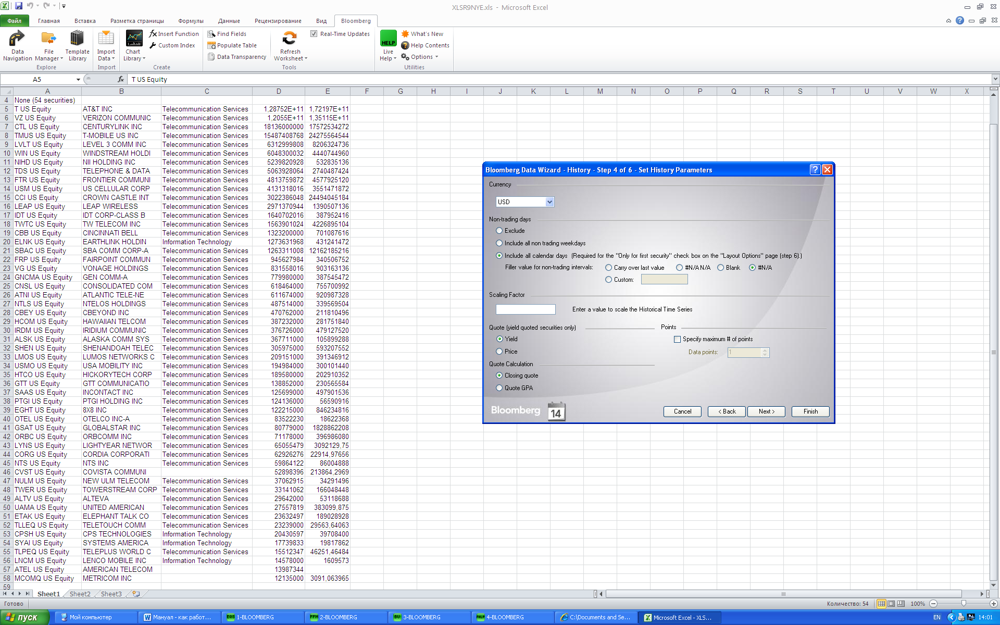 XLSR9NYE.xls - Microsoft Excel
Файл Главная Вставка Разметка страницы Формулы Данные Рецензирование Вид Bloomberg
Data Navigation
File Manager
Template Library
Explore
Import Data
Import
Chart Library
Insert Function
Custom Index
Create
Find Fields
Populate Table
Data Transparency
Refresh Worksheet
Real-Time Updates
Tools
HELP
Live Help
What's New
Help Contents
Options
Utilities
A5 fx T US Equity
A B C D E F G H I J K L M N O P Q R S T U V W X
4 None (54 securities)
5 T US Equity AT&T INC Telecommunication Services 1,28752E+11 1,72197E+11
6 VZ US Equity VERIZON COMMUNIC Telecommunication Services 1,2055E+11 1,35115E+11
7 CTL US Equity CENTURYLINK INC Telecommunication Services 18136000000 17572534272
8 TMUS US Equity T-MOBILE US INC Telecommunication Services 15487408768 24275564544
9 LVLT US Equity LEVEL 3 COMM INC Telecommunication Services 6312999808 8206324736
10 WIN US Equity WINDSTREAM HOLDI Telecommunication Services 6048300032 4440744960
11 NIHD US Equity NII HOLDING INC Telecommunication Services 5239820928 532835136
12 TDS US Equity TELEPHONE & DATA Telecommunication Services 5063928064 2740487424
13 FTR US Equity FRONTIER COMMUNI Telecommunication Services 4813759872 4577925120
14 USM US Equity US CELLULAR CORP Telecommunication Services 4131318016 3551471872
15 CCI US Equity CROWN CASTLE INT Telecommunication Services 3022386048 24494045184
16 LEAP US Equity LEAP WIRELESS Telecommunication Services 2971370944 1390507136
17 IDT US Equity IDT CORP-CLASS B Telecommunication Services 1640702016 387952416
18 TWTC US Equity TW TELECOM INC Telecommunication Services 1563901024 4226895104
19 CBB US Equity CINCINNATI BELL Telecommunication Services 1323200000 701087616
20 ELNK US Equity EARTHLINK HOLDIN Information Technology 1273631968 431241472
21 SBAC US Equity SBA COMM CORP-A Telecommunication Services 1263311008 12162185216
22 FRP US Equity FAIRPOINT COMMUN Telecommunication Services 945627984 340506752
23 VG US Equity VONAGE HOLDINGS Telecommunication Services 831558016 903163136
24 GNCMA US Equity GEN COMM-A Telecommunication Services 779980000 387545472
25 CNSL US Equity CONSOLIDATED COM Telecommunication Services 618464000 755700992
26 ATNI US Equity ATLANTIC TELE-NE Telecommunication Services 611674000 920987328
27 NTLS US Equity NTELOS HOLDINGS Telecommunication Services 487514000 339569504
28 CBEY US Equity CBEYOND INC Telecommunication Services 470762000 211810496
29 HCOM US Equity HAWAIIAN TELCOM Telecommunication Services 387232000 281751840
30 IRDM US Equity IRIDIUM COMMUNIC Telecommunication Services 376726000 479127520
31 ALSK US Equity ALASKA COMM SYS Telecommunication Services 367711000 105899288
32 SHEN US Equity SHENANDOAH TELEC Telecommunication Services 305975000 593207552
33 LMOS US Equity LUMOS NETWORKS C Telecommunication Services 209151000 391346912
34 USMO US Equity USA MOBILITY INC Telecommunication Services 194984000 300101440
35 HTCO US Equity HICKORYTECH CORP Telecommunication Services 189580000 202910352
36 GTT US Equity GTT COMMUNICATIO Telecommunication Services 138852000 230565584
37 SAAS US Equity INCONTACT INC Telecommunication Services 125699000 497901536
38 PTGI US Equity PTGI HOLDING INC Telecommunication Services 124136000 56590916
39 EGHT US Equity 8X8 INC Telecommunication Services 122215000 846234816
40 OTEL US Equity OTELCO INC-A Telecommunication Services 83522230 18622368
41 GSAT US Equity GLOBALSTAR INC Telecommunication Services 80779000 1828862208
42 ORBC US Equity ORBCOMM INC Telecommunication Services 71178000 396986080
43 LYNS US Equity LIGHTYEAR NETWOR Telecommunication Services 65055479 3092129,75
44 CORG US Equity CORDIA CORPORATI Telecommunication Services 62926276 22914,97656
45 NTS US Equity NTS INC Telecommunication Services 59864122 86004888
46 CVST US Equity COVISTA COMMUNI 52898396 213864,2969
47 NULM US Equity NEW ULM TELECOM Telecommunication Services 37062915 34291496
48 TWER US Equity TOWERSTREAM CORP Telecommunication Services 33141062 166048448
49 ALTV US Equity ALTEVA Telecommunication Services 29642000 53118688
50 UAMA US Equity UNITED AMERICAN Telecommunication Services 27557819 383099,875
51 ETAK US Equity ELEPHANT TALK CO Telecommunication Services 23632497 189028928
52 TLLEQ US Equity TELETOUCH COMM Telecommunication Services 23239000 29563,64063
53 CPSH US Equity CPS TECHNOLOGIES Information Technology 20430597 39708400
54 SYAI US Equity SYSTEMS AMERICA Information Technology 17739833 19817862
55 TLPEQ US Equity TELEPLUS WORLD C Telecommunication Services 15512347 46251,46484
56 LNCM US Equity LENCO MOBILE INC Information Technology 14578000 1609573
57 ATEL US Equity AMERICAN TELECOM 13987344
58 MCOMQ US Equity METRICOM INC 12135000 3091,063965
59
Bloomberg Data Wizard - History - Step 4 of 6 - Set History Parameters
Currency
USD
Non-trading days
Exclude
Include all non trading weekdays
Include all calendar days (Required for the "Only for first security" check box on the "Layout Options" page (step 6).)
Filler value for non-trading intervals: Carry over last value #N/A N/A Blank #N/A
Custom:
Scaling Factor
Enter a value to scale the Historical Time Series
Quote (yield quoted securities only)
Points
Yield
Specify maximum # of points
Price
Data points: 1
Quote Calculation
Closing quote
Quote GPA
Bloomberg 14
Cancel < Back Next > Finish
Sheet1 Sheet2 Sheet3
Готово Количество: 54 100%
пуск Мой компьютер Мануал - как работ... EQS 1-BLOOMBERG FFM 2-BLOOMBERG BU 3-BLOOMBERG FHLP 4-BLOOMBERG C:\Documents and Se... Microsoft Excel - XLS... EN 14:01